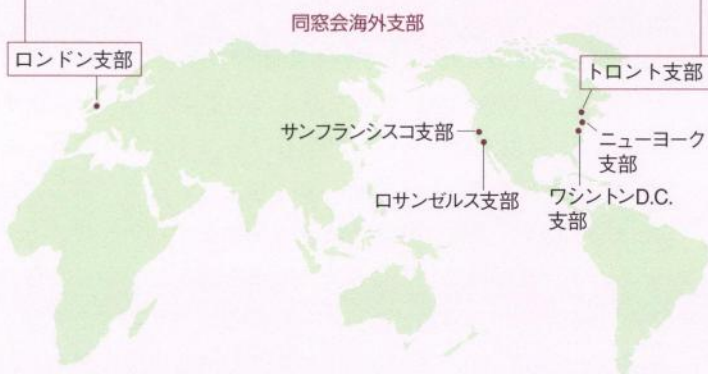 同窓会海外支部
ロンドン支部
トロント支部
サンフランシスコ支部
ニューヨーク
支部
ロサンゼルス支部
ワシントンD.C.
支部